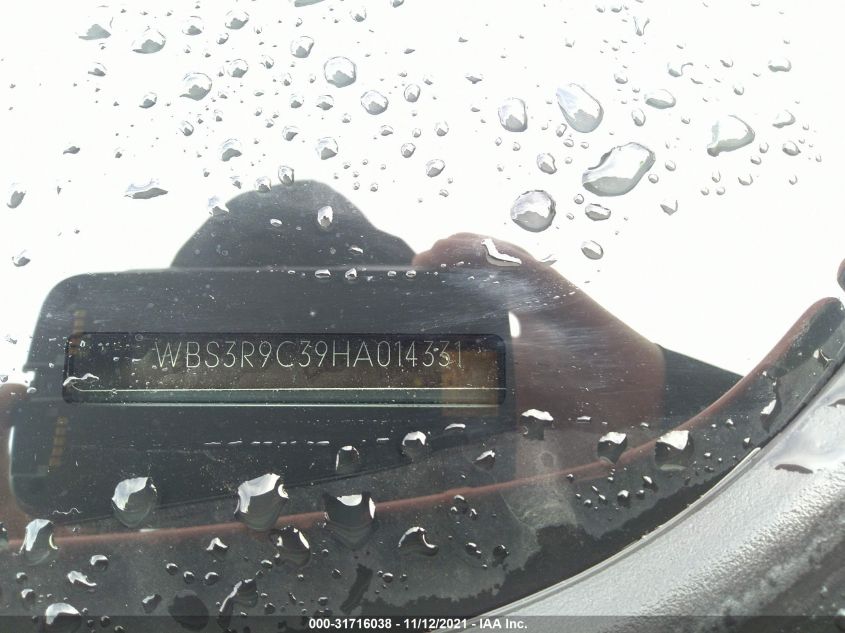 WBS3R9C39HA014331
000-31716038 - 11/12/2021 - IAA Inc.